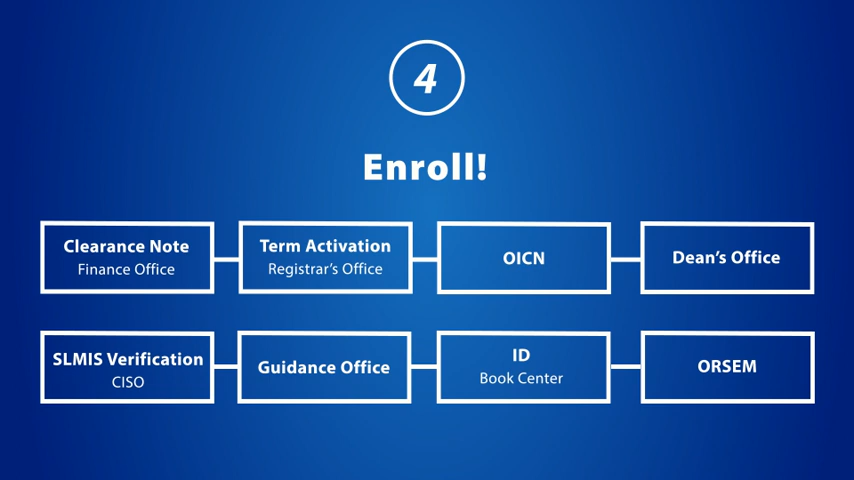 4
Enroll!
Clearance Note
Finance Office
Term Activation
Registrar's Office
OICN
Dean's Office
SLMIS Verification
CISO
Guidance Office
ID
Book Center
ORSEM